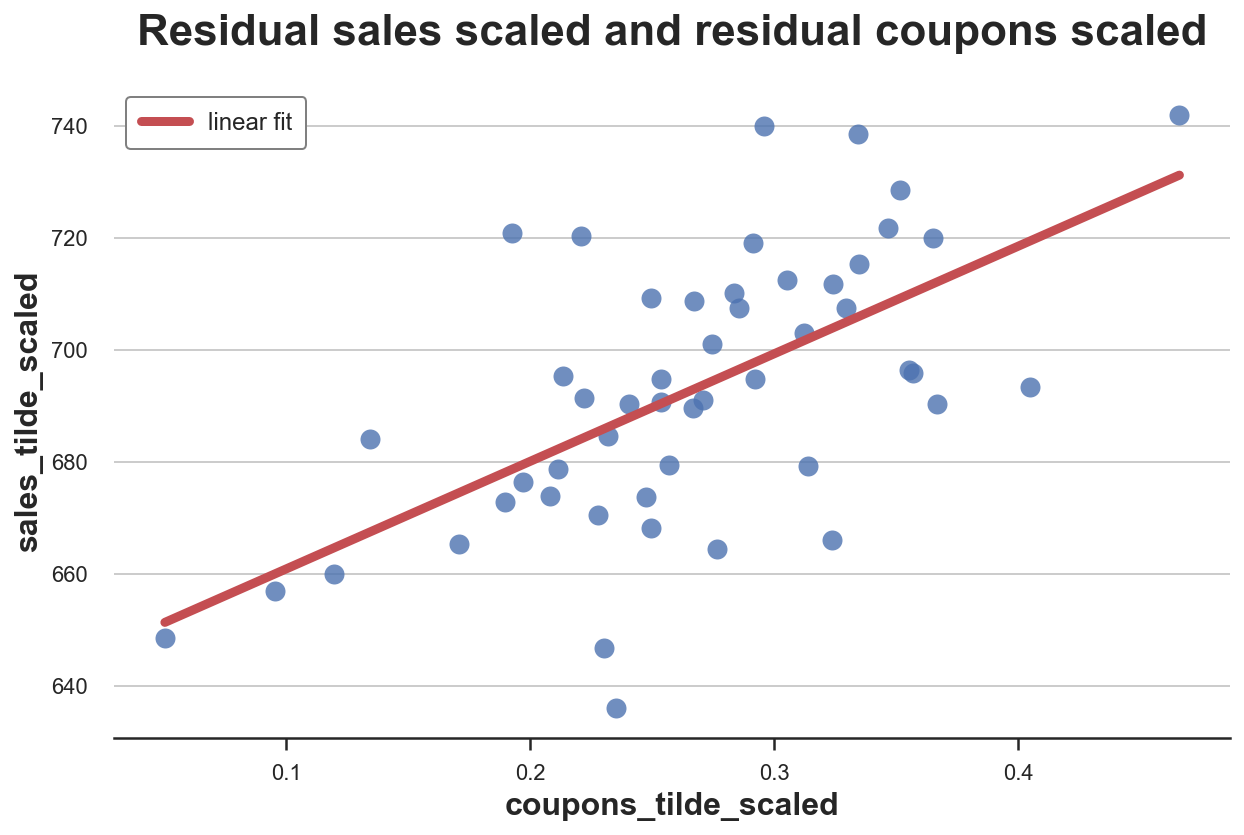 Residual sales scaled and residual coupons scaled
linear fit
740
720
700
680
660
640
sales_tilde_scaled
0.1 0.2 0.3 0.4
coupons_tilde_scaled